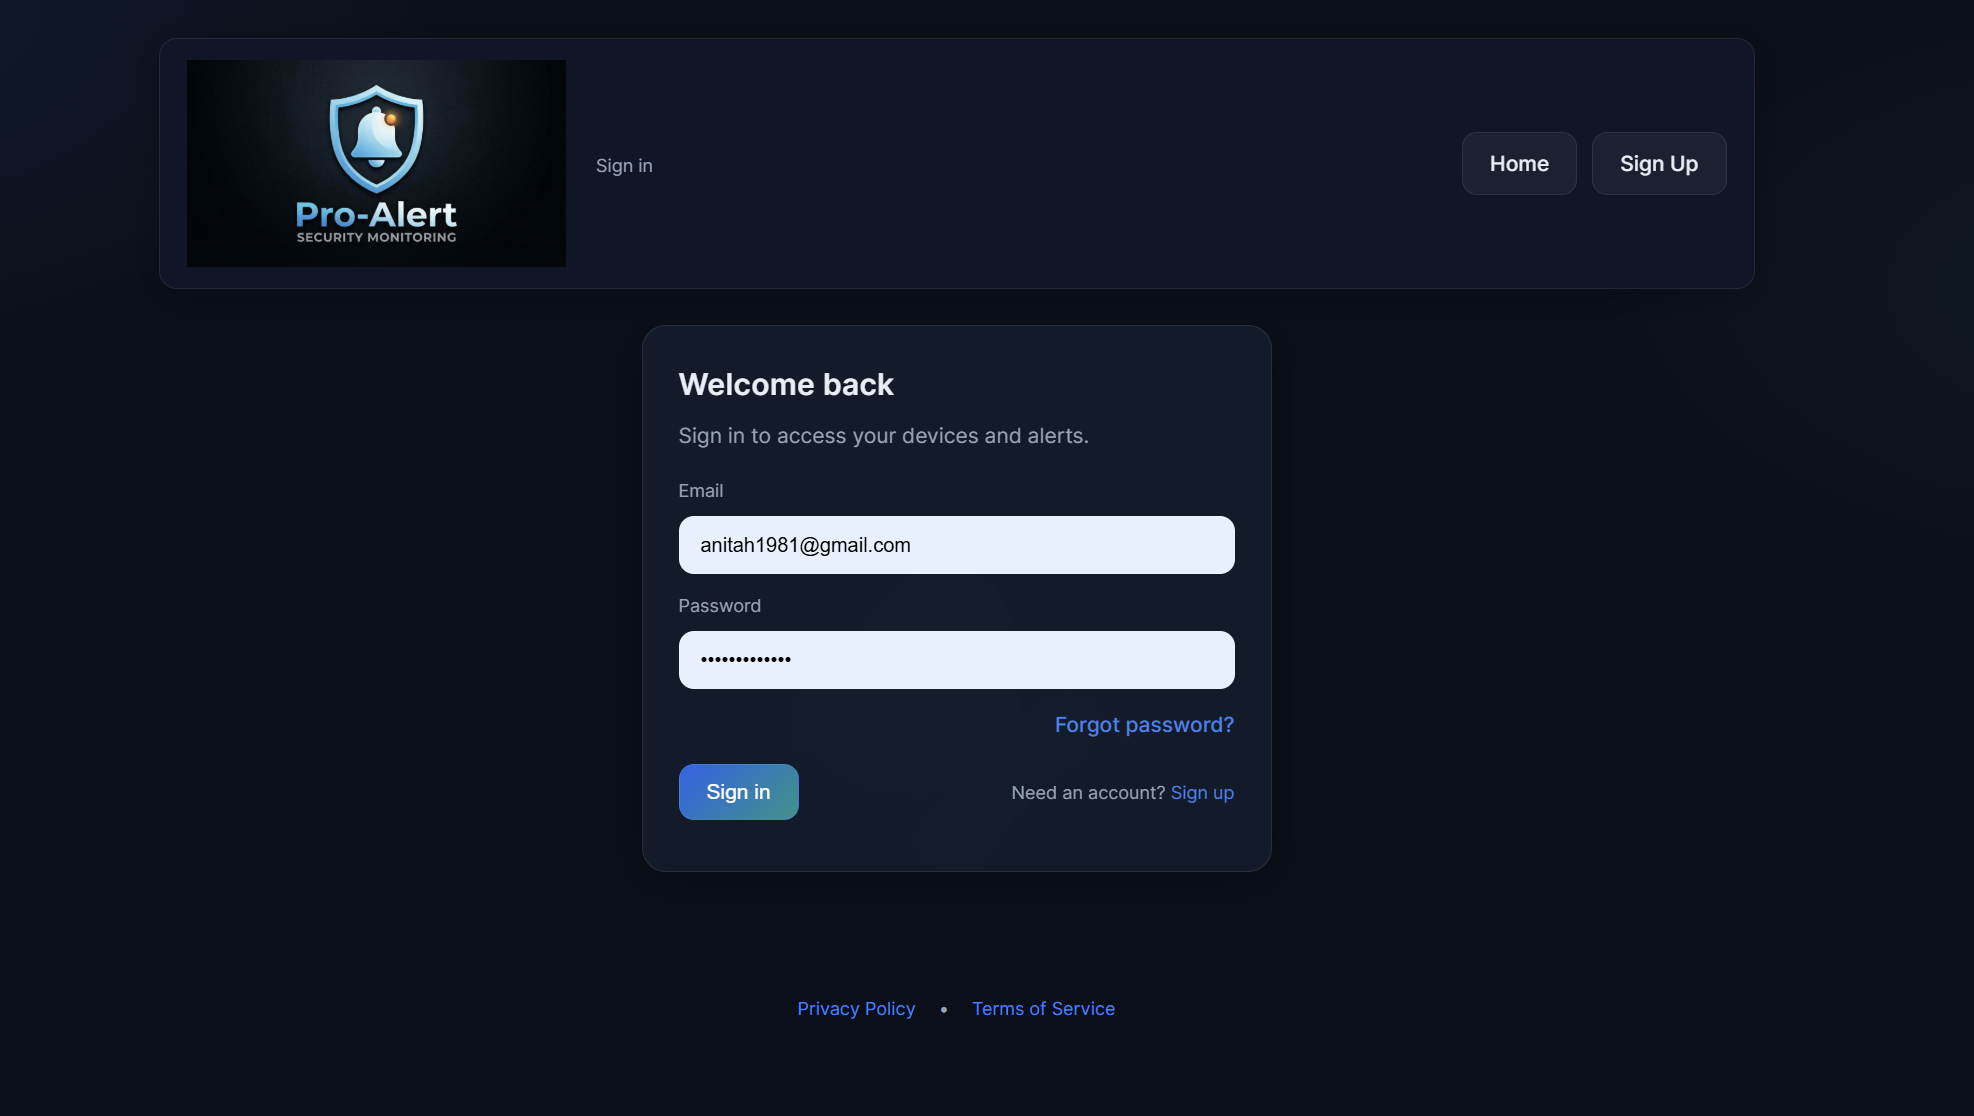 Pro-Alert
SECURITY MONITORING
Sign in
Home
Sign Up
Welcome back
Sign in to access your devices and alerts.
Email
anitah1981@gmail.com
Password
•••••••••••••
Forgot password?
Sign in
Need an account? Sign up
Privacy Policy • Terms of Service